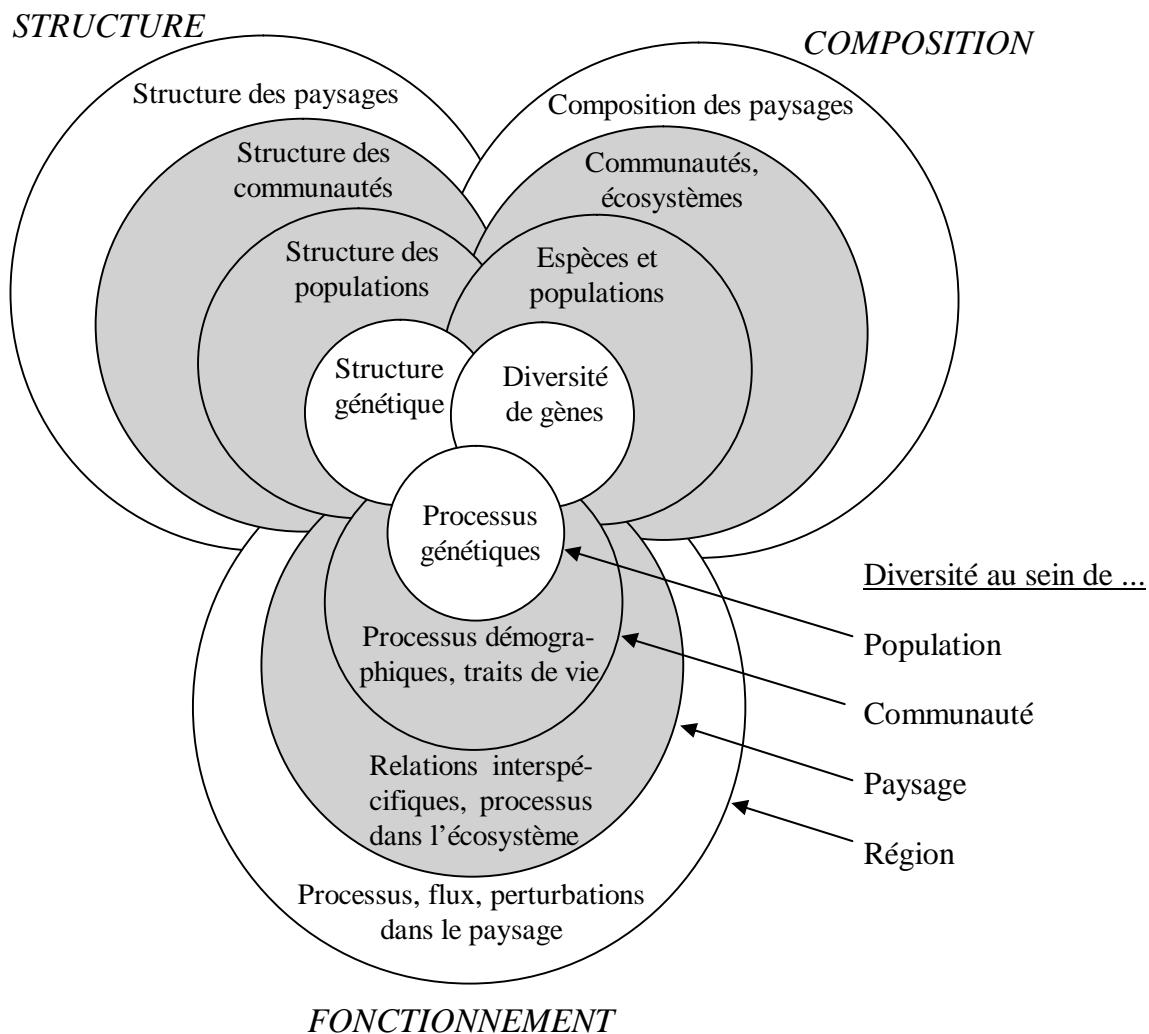 STRUCTURE
COMPOSITION
Structure des paysages
Composition des paysages
Structure des
communautés
Communautés,
écosystèmes
Structure des
populations
Espèces et
populations
Structure
génétique
Diversité
de gènes
Processus
génétiques
Processus démogra-
phiques, traits de vie
Relations interspé-
cifiques, processus
dans l'écosystème
Processus, flux, perturbations
dans le paysage
Diversité au sein de ...
Population
Communauté
Paysage
Région
FONCTIONNEMENT